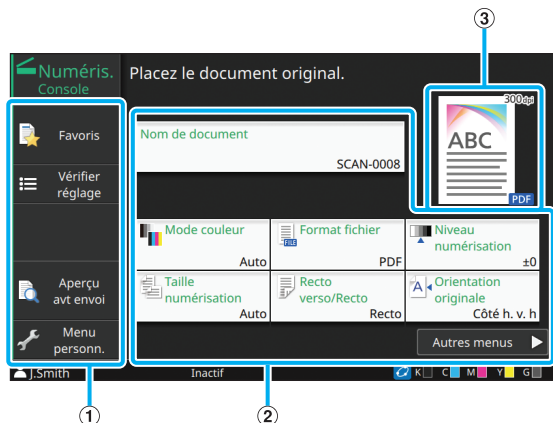 ③
Numéris.
Console
Placez le document original.
300dpi
ABC
PDF
Favoris
Vérifier
réglage
Aperçu
avt envoi
Menu
personn.
Nom de document
SCAN-0008
Mode couleur
Auto
Format fichier
FILE
PDF
Niveau
numérisation
±0
Taille
numérisation
Auto
Recto
verso/Recto
Recto
A
Orientation
originale
Côté h. v. h
Autres menus
J.Smith
Inactif
K C M Y G
①
②